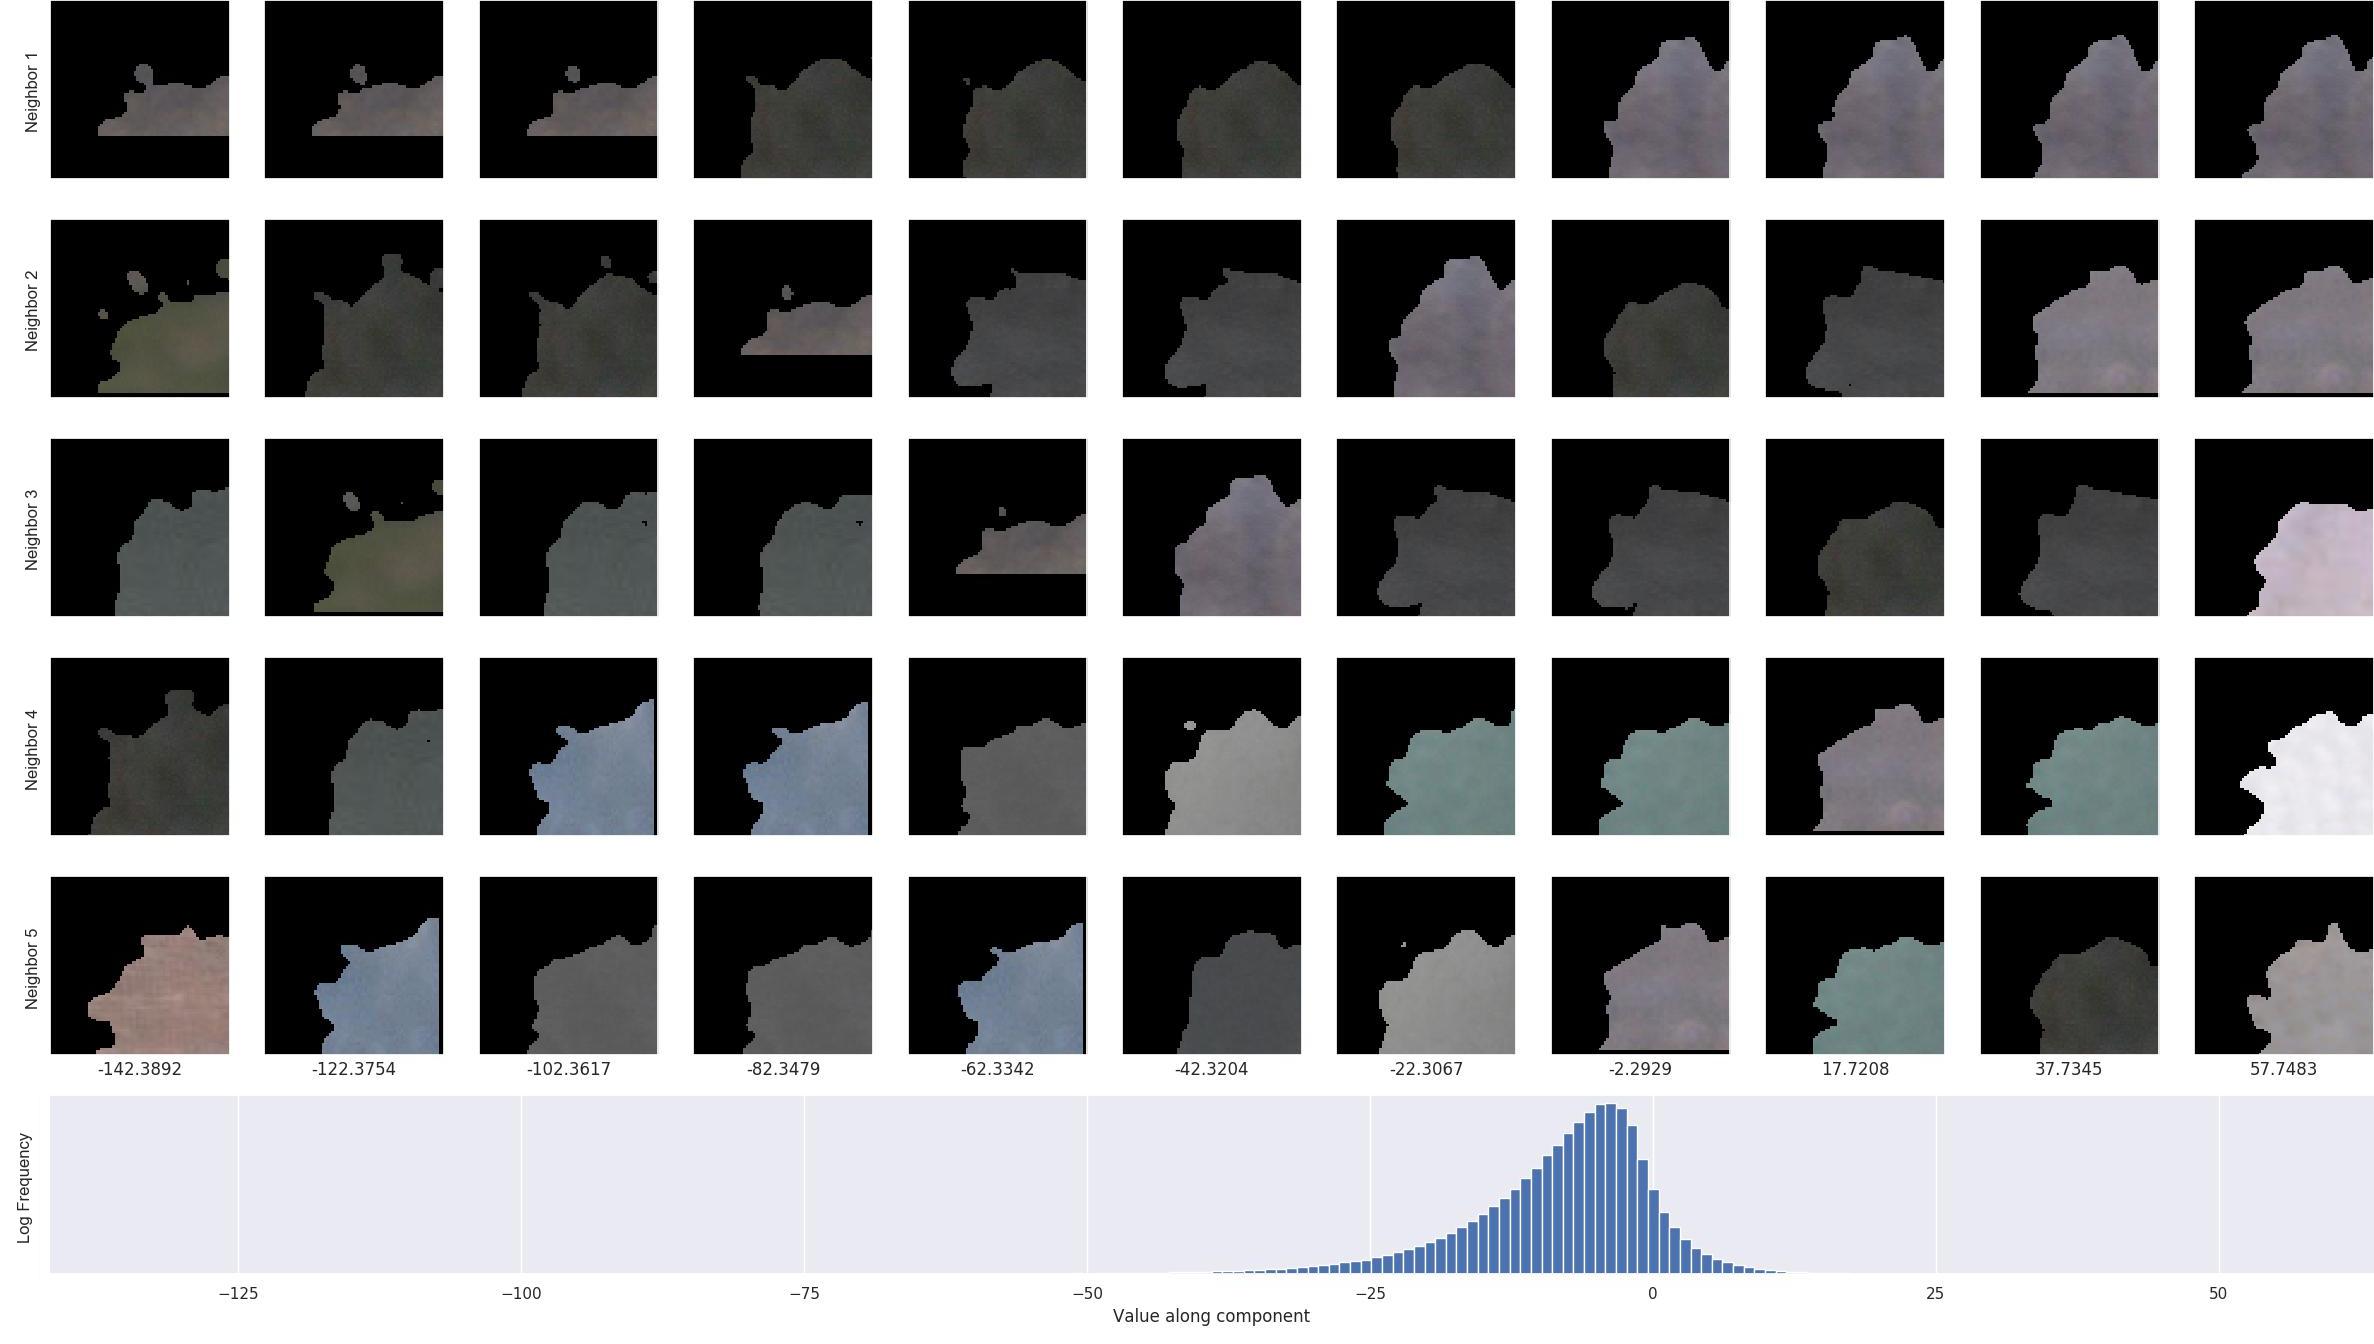 Neighbor 1
Neighbor 2
Neighbor 3
Neighbor 4
Neighbor 5
-142.3892 -122.3754 -102.3617 -82.3479 -62.3342 -42.3204 -22.3067 -2.2929 17.7208 37.7345 57.7483
Log Frequency
−125 −100 −75 −50 −25 0 25 50
Value along component